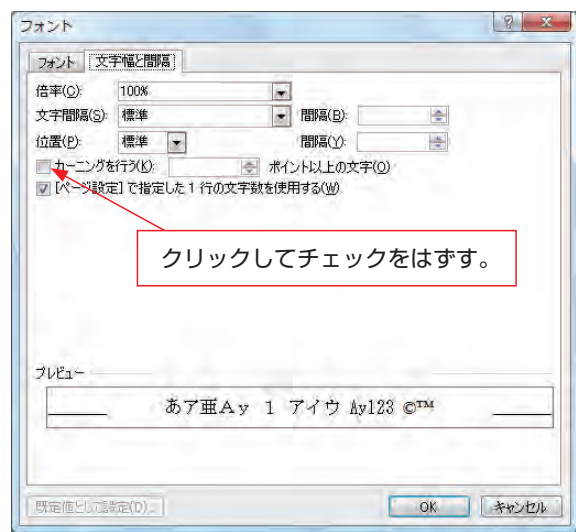 フォント
フォント 文字幅と間隔
倍率(C): 100%
文字間隔(S): 標準 間隔(B):
位置(P): 標準 間隔(Y):
カーニングを行う(K): ポイント以上の文字(O)
[ページ設定]で指定した1行の文字数を使用する(W)
クリックしてチェックをはずす。
プレビュー
あア亜Ay 1 アイウ Ay123 ©™
既定値として設定(D)... OK キャンセル